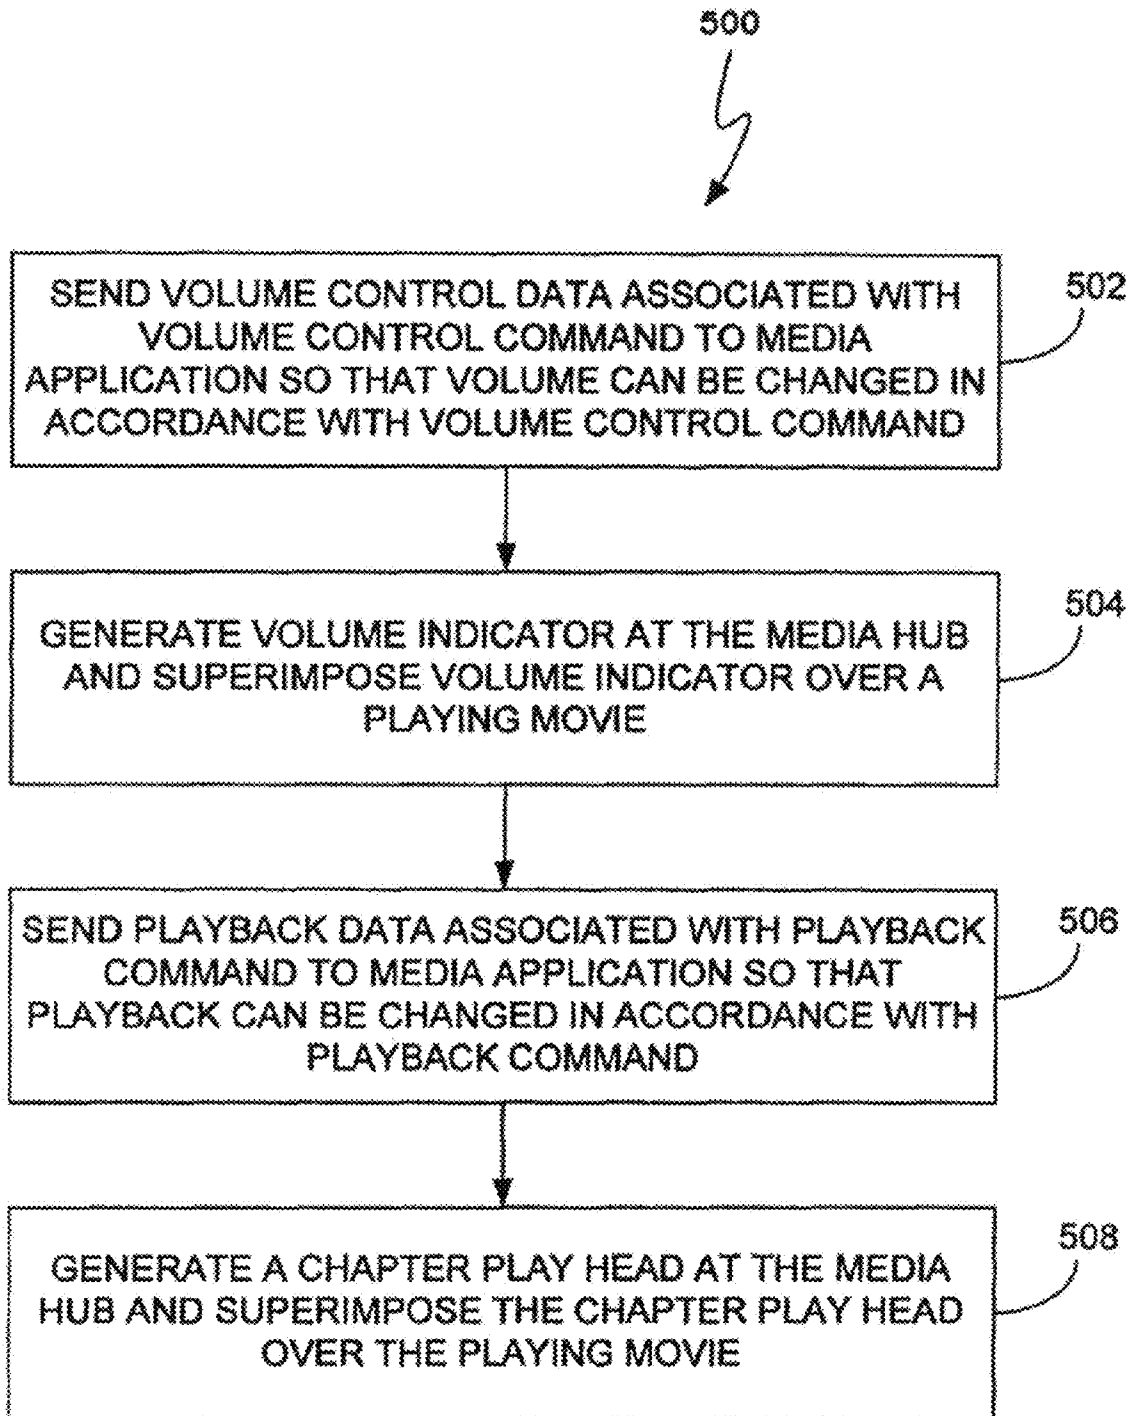 500
SEND VOLUME CONTROL DATA ASSOCIATED WITH
VOLUME CONTROL COMMAND TO MEDIA
APPLICATION SO THAT VOLUME CAN BE CHANGED IN
ACCORDANCE WITH VOLUME CONTROL COMMAND
502
GENERATE VOLUME INDICATOR AT THE MEDIA HUB
AND SUPERIMPOSE VOLUME INDICATOR OVER A
PLAYING MOVIE
504
SEND PLAYBACK DATA ASSOCIATED WITH PLAYBACK
COMMAND TO MEDIA APPLICATION SO THAT
PLAYBACK CAN BE CHANGED IN ACCORDANCE WITH
PLAYBACK COMMAND
506
GENERATE A CHAPTER PLAY HEAD AT THE MEDIA
HUB AND SUPERIMPOSE THE CHAPTER PLAY HEAD
OVER THE PLAYING MOVIE
508